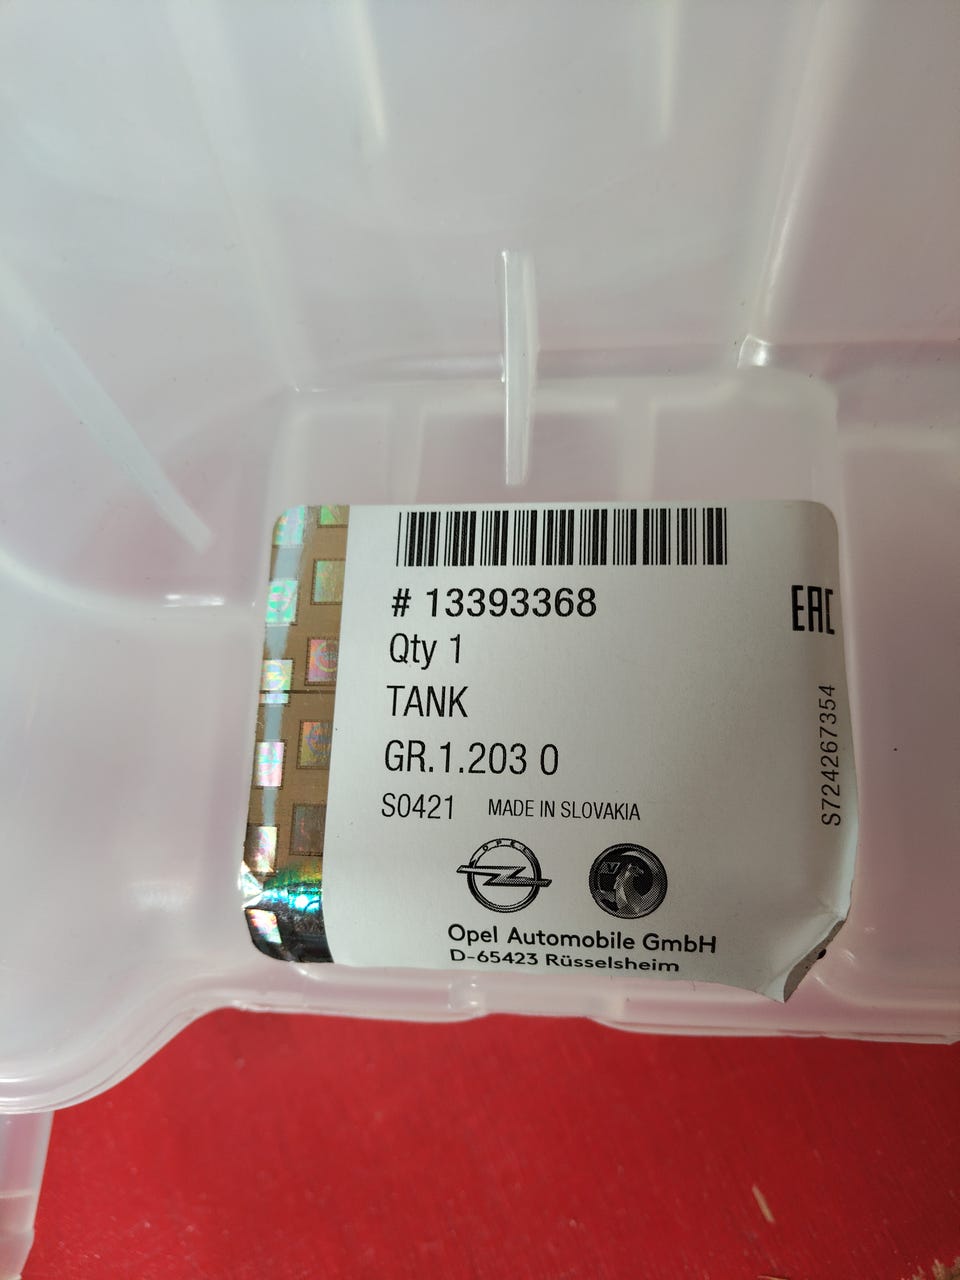 # 13393368
Qty 1
TANK
GR.1.203 0
S0421 MADE IN SLOVAKIA
EAC
S724267354
OPEL
Opel Automobile GmbH
D-65423 Rüsselsheim